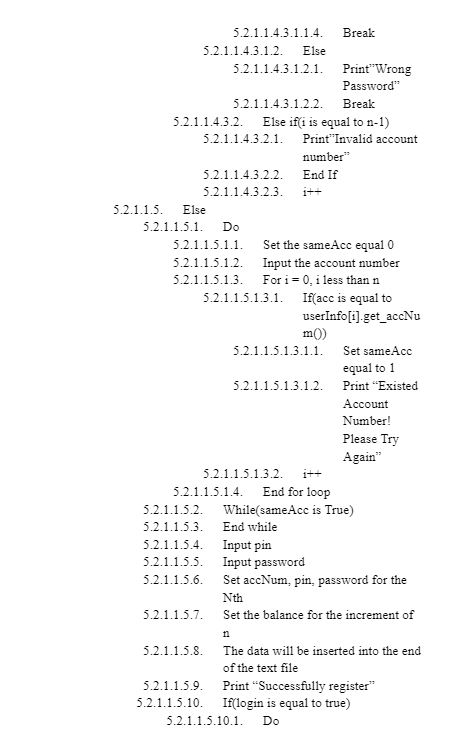 5.2.1.1.4.3.1.1.4. Break
5.2.1.1.4.3.1.2. Else
5.2.1.1.4.3.1.2.1. Print”Wrong
Password”
5.2.1.1.4.3.1.2.2. Break
5.2.1.1.4.3.2. Else if(i is equal to n-1)
5.2.1.1.4.3.2.1. Print”Invalid account
number”
5.2.1.1.4.3.2.2. End If
5.2.1.1.4.3.2.3. i++
5.2.1.1.5. Else
5.2.1.1.5.1. Do
5.2.1.1.5.1.1. Set the sameAcc equal 0
5.2.1.1.5.1.2. Input the account number
5.2.1.1.5.1.3. For i = 0, i less than n
5.2.1.1.5.1.3.1. If(acc is equal to
userInfo[i].get_accNu
m())
5.2.1.1.5.1.3.1.1. Set sameAcc
equal to 1
5.2.1.1.5.1.3.1.2. Print “Existed
Account
Number!
Please Try
Again”
5.2.1.1.5.1.3.2. i++
5.2.1.1.5.1.4. End for loop
5.2.1.1.5.2. While(sameAcc is True)
5.2.1.1.5.3. End while
5.2.1.1.5.4. Input pin
5.2.1.1.5.5. Input password
5.2.1.1.5.6. Set accNum, pin, password for the
Nth
5.2.1.1.5.7. Set the balance for the increment of
n
5.2.1.1.5.8. The data will be inserted into the end
of the text file
5.2.1.1.5.9. Print “Successfully register”
5.2.1.1.5.10. If(login is equal to true)
5.2.1.1.5.10.1. Do